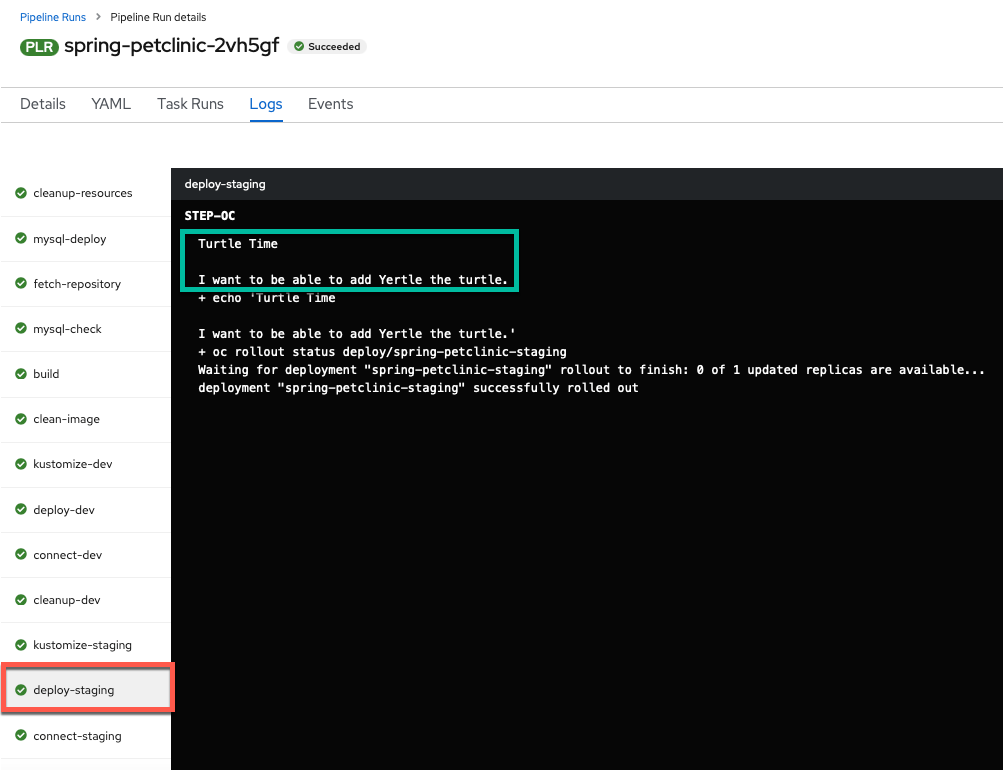 Pipeline Runs > Pipeline Run details
PLR spring-petclinic-2vh5gf Succeeded
Details YAML Task Runs Logs Events
cleanup-resources
mysql-deploy
fetch-repository
mysql-check
build
clean-image
kustomize-dev
deploy-dev
connect-dev
cleanup-dev
kustomize-staging
deploy-staging
connect-staging
deploy-staging
STEP-OC
Turtle Time
I want to be able to add Yertle the turtle.
+ echo 'Turtle Time
I want to be able to add Yertle the turtle.'
+ oc rollout status deploy/spring-petclinic-staging
Waiting for deployment "spring-petclinic-staging" rollout to finish: 0 of 1 updated replicas are available...
deployment "spring-petclinic-staging" successfully rolled out